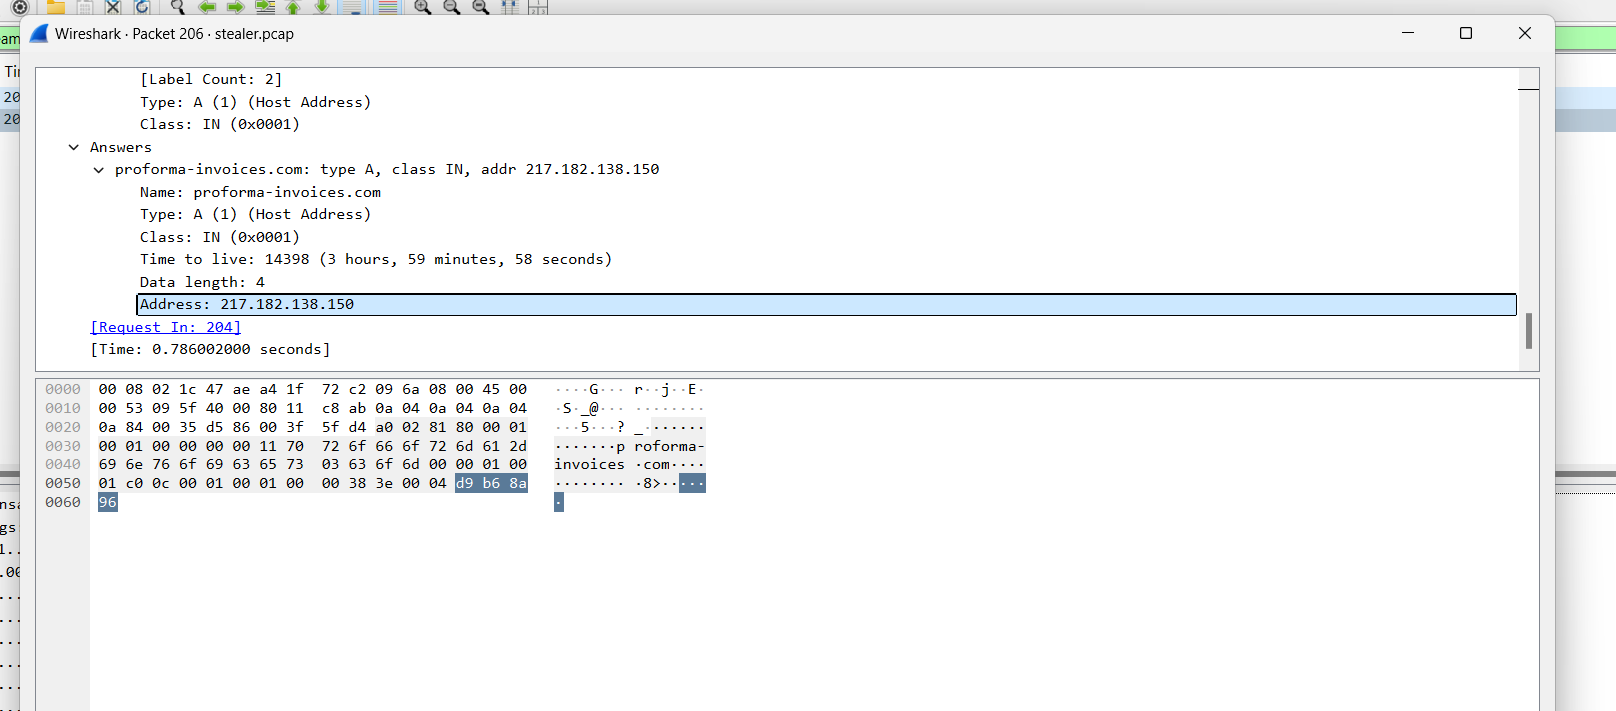 Wireshark · Packet 206 · stealer.pcap
[Label Count: 2]
Type: A (1) (Host Address)
Class: IN (0x0001)
Answers
proforma-invoices.com: type A, class IN, addr 217.182.138.150
Name: proforma-invoices.com
Type: A (1) (Host Address)
Class: IN (0x0001)
Time to live: 14398 (3 hours, 59 minutes, 58 seconds)
Data length: 4
Address: 217.182.138.150
[Request In: 204]
[Time: 0.786002000 seconds]
0000 00 08 02 1c 47 ae a4 1f 72 c2 09 6a 08 00 45 00 ····G··· r··j··E·
0010 00 53 09 5f 40 00 80 11 c8 ab 0a 04 0a 04 0a 04 ·S·_@··· ········
0020 0a 84 00 35 d5 86 00 3f 5f d4 a0 02 81 80 00 01 ···5···? _·······
0030 00 01 00 00 00 00 11 70 72 6f 66 6f 72 6d 61 2d ·······p roforma-
0040 69 6e 76 6f 69 63 65 73 03 63 6f 6d 00 00 01 00 invoices ·com····
0050 01 c0 0c 00 01 00 01 00 00 38 3e 00 04 d9 b6 8a ········ ·8>·····
0060 96 ·